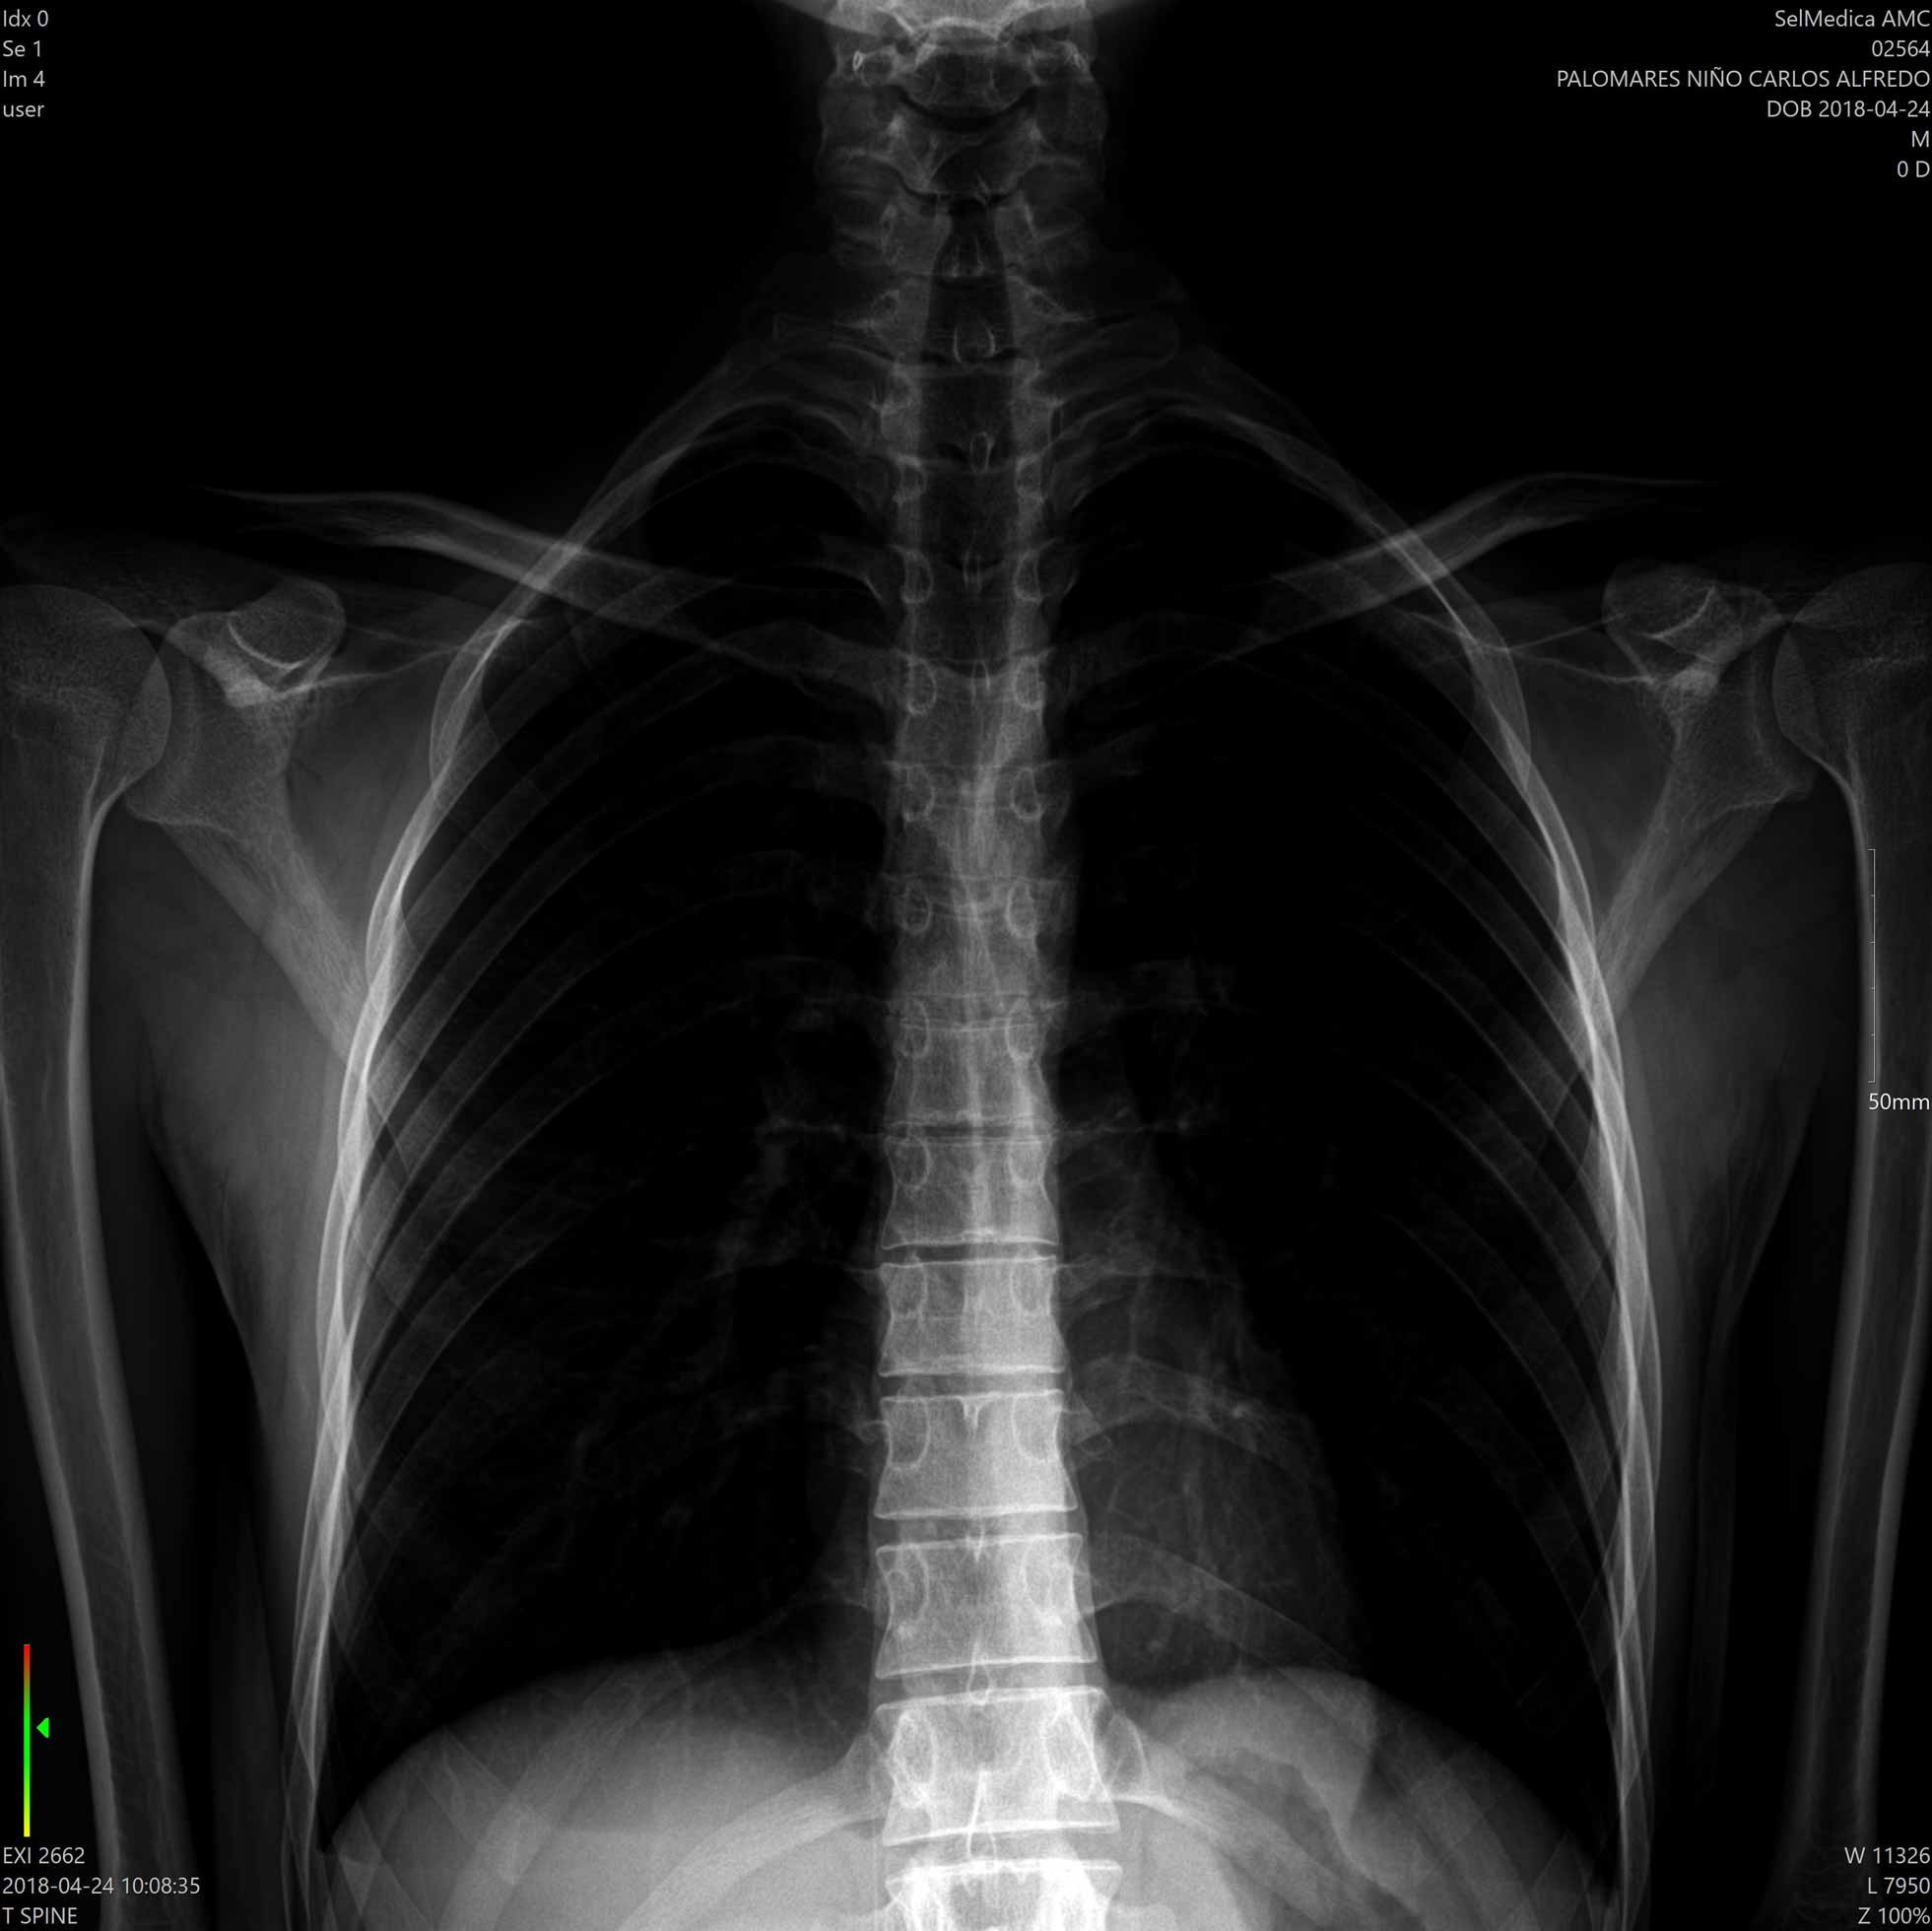 Idx 0
Se 1
Im 4
user
SelMedica AMC
02564
PALOMARES NIÑO CARLOS ALFREDO
DOB 2018-04-24
M
0 D
50mm
EXI 2662
2018-04-24 10:08:35
T SPINE
W 11326
L 7950
Z 100%